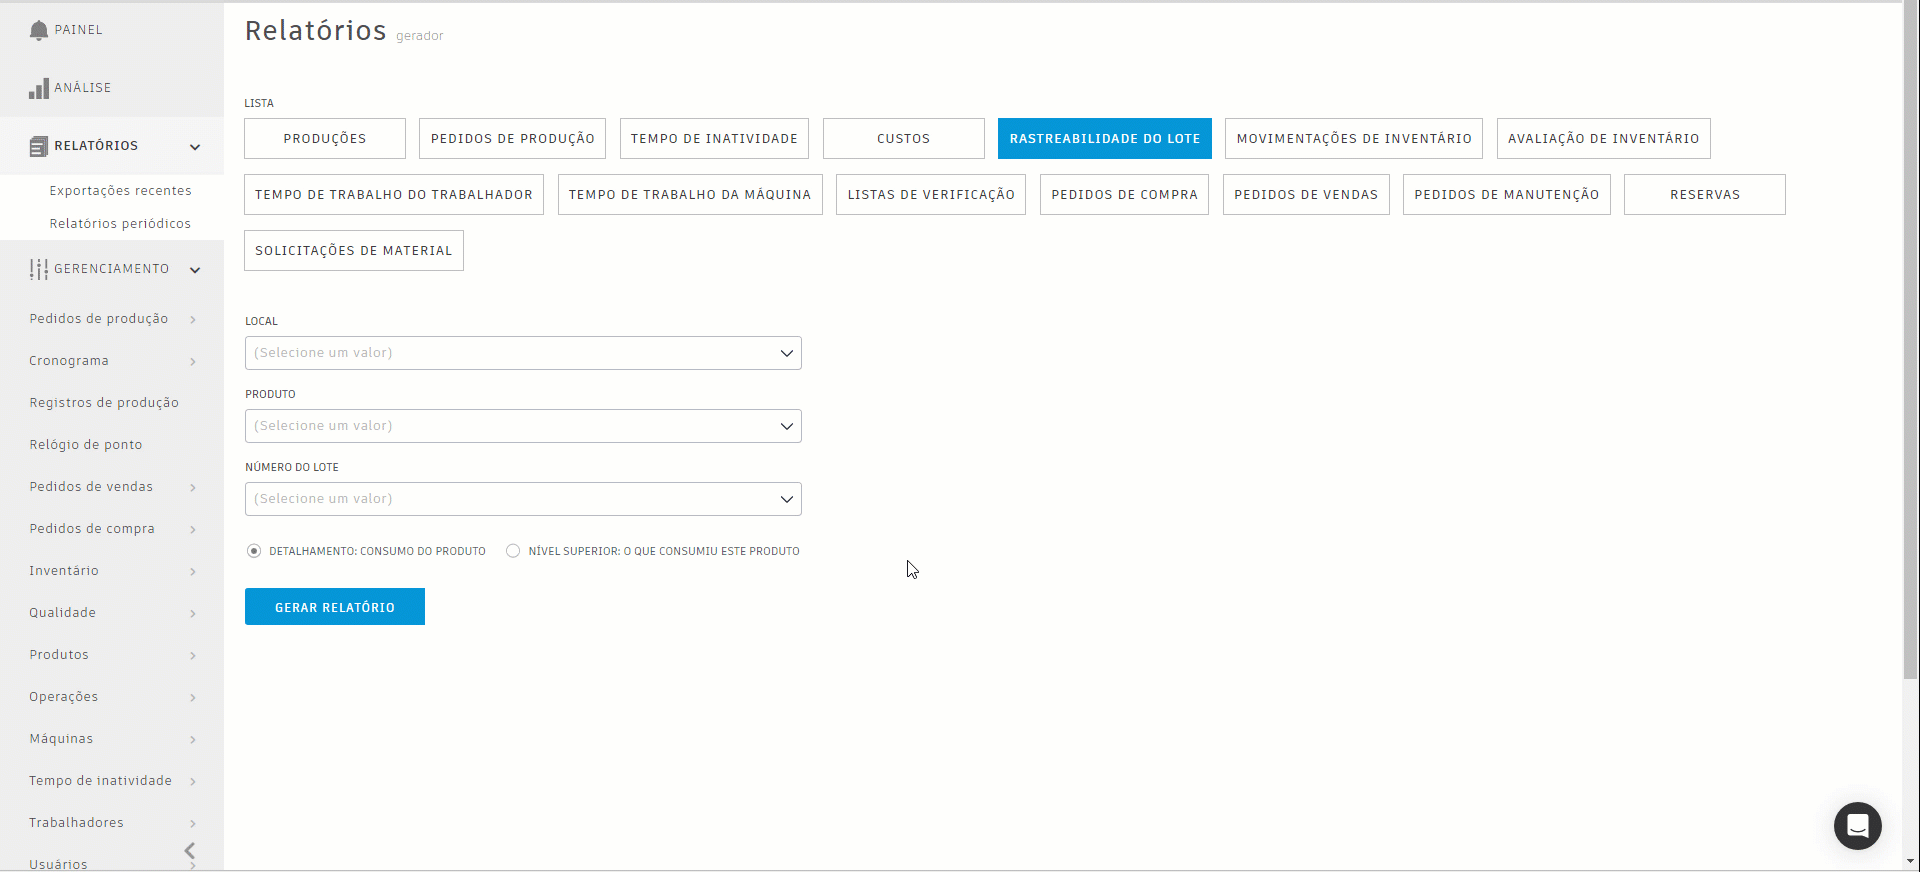 PAINEL
ANÁLISE
RELATÓRIOS
Exportações recentes
Relatórios periódicos
GERENCIAMENTO
Pedidos de produção
Cronograma
Registros de produção
Relógio de ponto
Pedidos de vendas
Pedidos de compra
Inventário
Qualidade
Produtos
Operações
Máquinas
Tempo de inatividade
Trabalhadores
Usuários
Relatórios gerador
LISTA
PRODUÇÕES PEDIDOS DE PRODUÇÃO TEMPO DE INATIVIDADE CUSTOS RASTREABILIDADE DO LOTE MOVIMENTAÇÕES DE INVENTÁRIO AVALIAÇÃO DE INVENTÁRIO
TEMPO DE TRABALHO DO TRABALHADOR TEMPO DE TRABALHO DA MÁQUINA LISTAS DE VERIFICAÇÃO PEDIDOS DE COMPRA PEDIDOS DE VENDAS PEDIDOS DE MANUTENÇÃO RESERVAS
SOLICITAÇÕES DE MATERIAL
LOCAL
(Selecione um valor)
PRODUTO
(Selecione um valor)
NÚMERO DO LOTE
(Selecione um valor)
DETALHAMENTO: CONSUMO DO PRODUTO NÍVEL SUPERIOR: O QUE CONSUMIU ESTE PRODUTO
GERAR RELATÓRIO